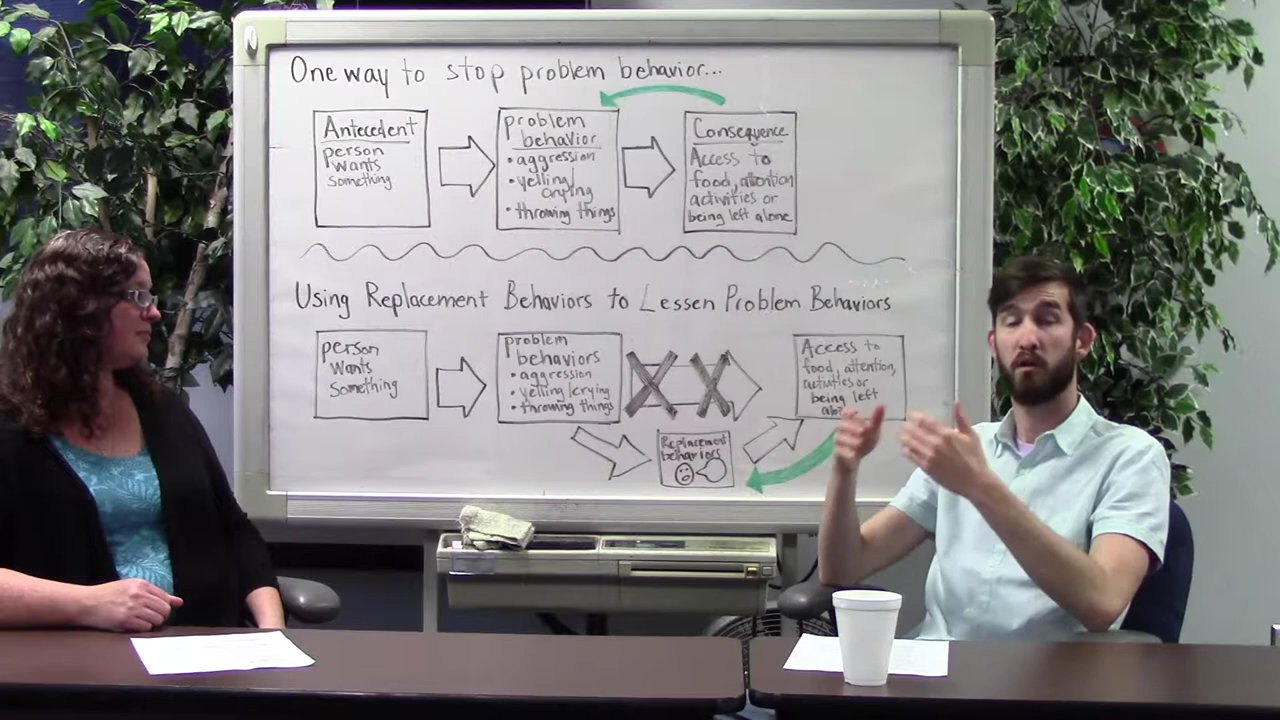 One way to stop problem behavior...
Antecedent
person
wants
something
problem
behavior
• aggression
• yelling/
crying
• throwing things
Consequence
Access to
food, attention
activities or
being left alone
Using Replacement Behaviors to Lessen Problem Behaviors
person
Wants
Something
problem
behaviors
• aggression
• yelling/crying
• throwing things
Replacement
behaviors
Access to
food, attention,
activities or
being left